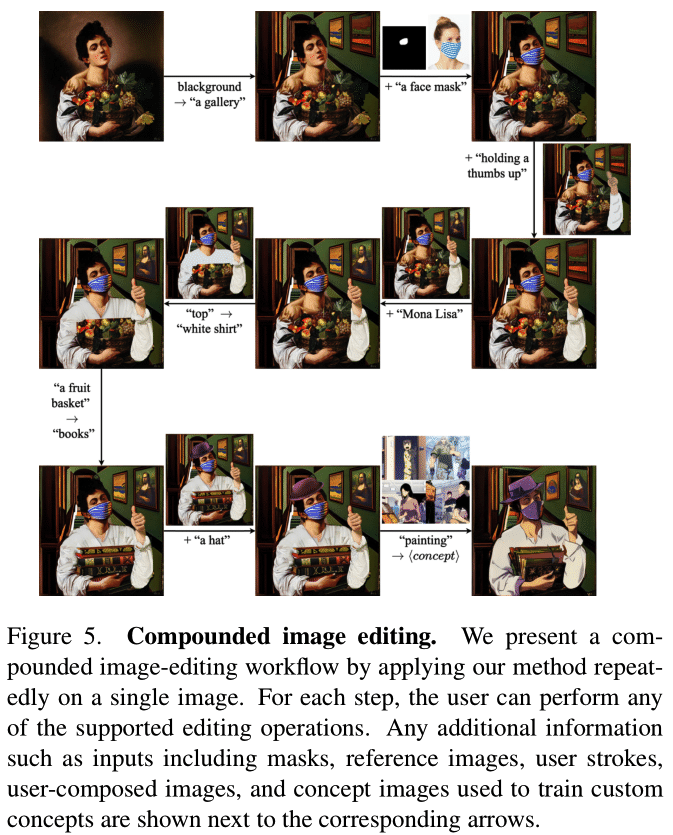 blackground
→ “a gallery”
+ “a face mask”
+ “holding a
thumbs up”
“top” →
“white shirt”
+ “Mona Lisa”
“a fruit
basket”
→
“books”
+ “a hat”
“painting”
→ ⟨concept⟩
Figure 5. Compounded image editing. We present a com-
pounded image-editing workflow by applying our method repeat-
edly on a single image. For each step, the user can perform any
of the supported editing operations. Any additional information
such as inputs including masks, reference images, user strokes,
user-composed images, and concept images used to train custom
concepts are shown next to the corresponding arrows.